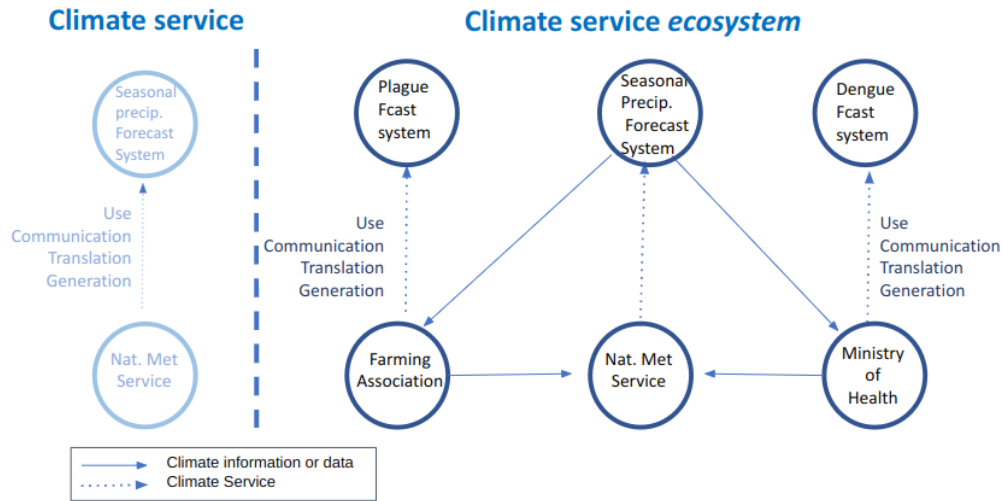 Climate service
Climate service ecosystem
Seasonal
precip.
Forecast
System
Use
Communication
Translation
Generation
Nat. Met
Service
Plague
Fcast
system
Seasonal
Precip.
Forecast
System
Dengue
Fcast
system
Use
Communication
Translation
Generation
Use
Communication
Translation
Generation
Farming
Association
Nat. Met
Service
Ministry
of
Health
Climate information or data
Climate Service